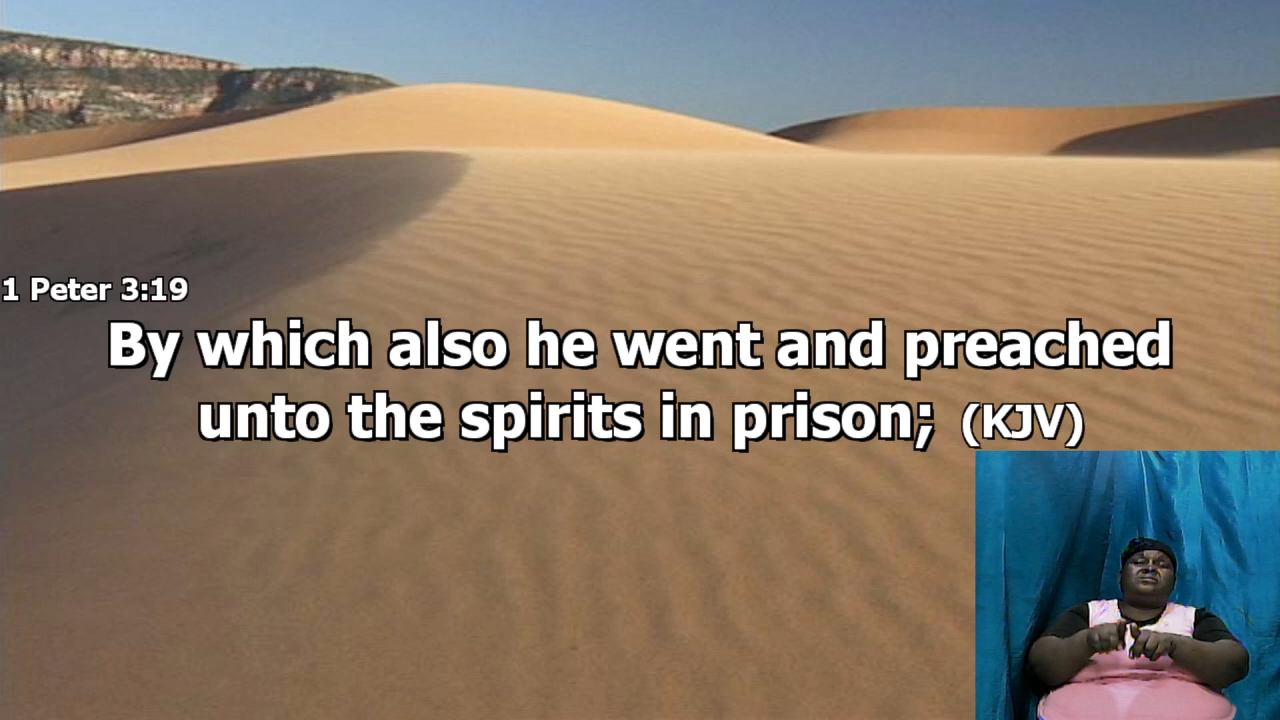 1 Peter 3:19
By which also he went and preached
unto the spirits in prison; (KJV)